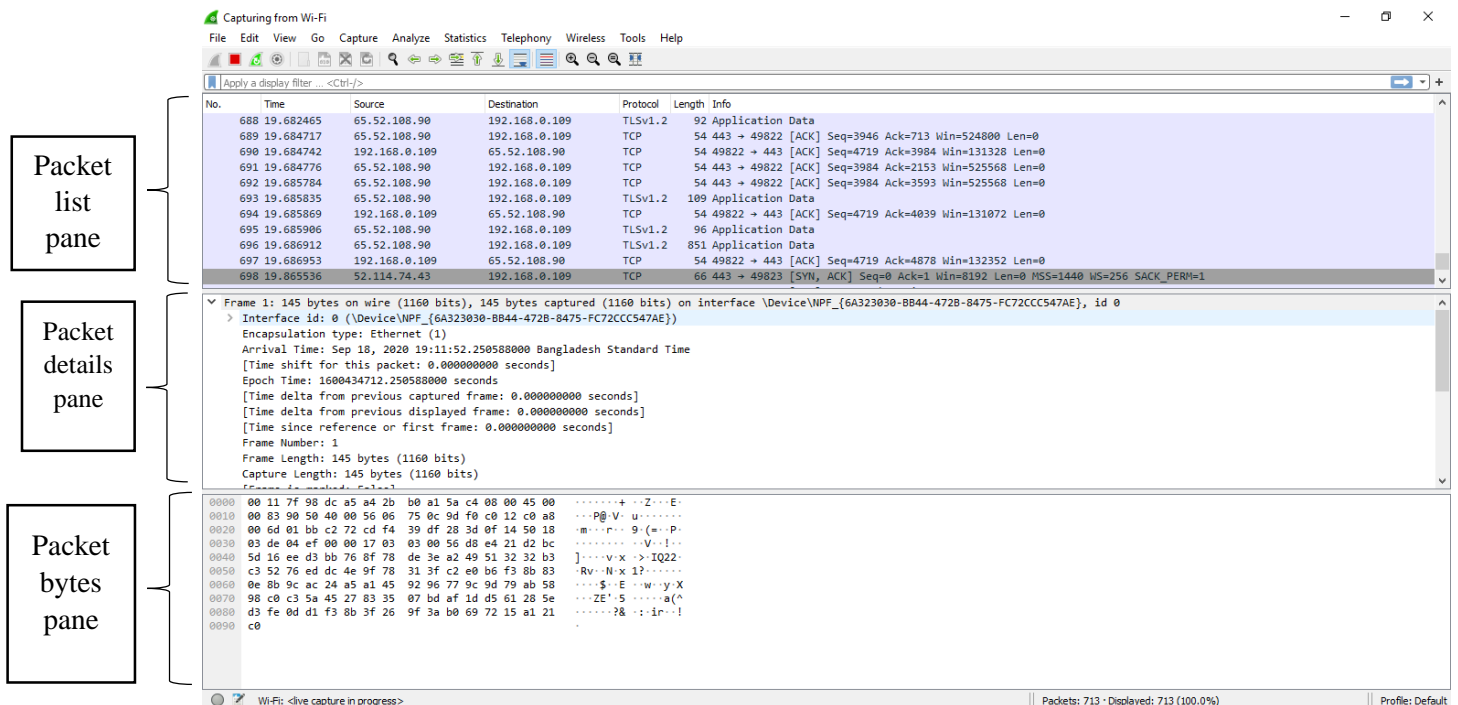 Capturing from Wi-Fi
File Edit View Go Capture Analyze Statistics Telephony Wireless Tools Help
Apply a display filter ... <Ctrl-/>
No. Time Source Destination Protocol Length Info
688 19.682465 65.52.108.90 192.168.0.109 TLSv1.2 92 Application Data
689 19.684717 65.52.108.90 192.168.0.109 TCP 54 443 → 49822 [ACK] Seq=3946 Ack=713 Win=524800 Len=0
690 19.684742 192.168.0.109 65.52.108.90 TCP 54 49822 → 443 [ACK] Seq=4719 Ack=3984 Win=131328 Len=0
691 19.684776 65.52.108.90 192.168.0.109 TCP 54 443 → 49822 [ACK] Seq=3984 Ack=2153 Win=525568 Len=0
692 19.685784 65.52.108.90 192.168.0.109 TCP 54 443 → 49822 [ACK] Seq=3984 Ack=3593 Win=525568 Len=0
693 19.685835 65.52.108.90 192.168.0.109 TLSv1.2 109 Application Data
694 19.685869 192.168.0.109 65.52.108.90 TCP 54 49822 → 443 [ACK] Seq=4719 Ack=4039 Win=131072 Len=0
695 19.685906 65.52.108.90 192.168.0.109 TLSv1.2 96 Application Data
696 19.686912 65.52.108.90 192.168.0.109 TLSv1.2 851 Application Data
697 19.686953 192.168.0.109 65.52.108.90 TCP 54 49822 → 443 [ACK] Seq=4719 Ack=4878 Win=132352 Len=0
698 19.865536 52.114.74.43 192.168.0.109 TCP 66 443 → 49823 [SYN, ACK] Seq=0 Ack=1 Win=8192 Len=0 MSS=1440 WS=256 SACK_PERM=1
Packet
list
pane
Frame 1: 145 bytes on wire (1160 bits), 145 bytes captured (1160 bits) on interface \Device\NPF_{6A323030-BB44-472B-8475-FC72CCC547AE}, id 0
Interface id: 0 (\Device\NPF_{6A323030-BB44-472B-8475-FC72CCC547AE})
Encapsulation type: Ethernet (1)
Arrival Time: Sep 18, 2020 19:11:52.250588000 Bangladesh Standard Time
[Time shift for this packet: 0.000000000 seconds]
Epoch Time: 1600434712.250588000 seconds
[Time delta from previous captured frame: 0.000000000 seconds]
[Time delta from previous displayed frame: 0.000000000 seconds]
[Time since reference or first frame: 0.000000000 seconds]
Frame Number: 1
Frame Length: 145 bytes (1160 bits)
Capture Length: 145 bytes (1160 bits)
Packet
details
pane
0000 00 11 7f 98 dc a5 a4 2b b0 a1 5a c4 08 00 45 00 ·······+ ··Z···E·
0010 00 83 90 50 40 00 56 06 75 0c 9d f0 c0 12 c0 a8 ···P@·V· u·······
0020 00 6d 01 bb c2 72 cd f4 39 df 28 3d 0f 14 50 18 ·m···r·· 9·(=··P·
0030 03 de 04 ef 00 00 17 03 03 00 56 d8 e4 21 d2 bc ········ ··V··!··
0040 5d 16 ee d3 bb 76 8f 78 de 3e a2 49 51 32 32 b3 ]····v·x ·>·IQ22·
0050 c3 52 76 ed dc 4e 9f 78 31 3f c2 e0 b6 f3 8b 83 ·Rv··N·x 1?······
0060 0e 8b 9c ac 24 a5 a1 45 92 96 77 9c 9d 79 ab 58 ····$··E ··w··y·X
0070 98 c0 c3 5a 45 27 83 35 07 bd af 1d d5 61 28 5e ···ZE'·5 ·····a(^
0080 d3 fe 0d d1 f3 8b 3f 26 9f 3a b0 69 72 15 a1 21 ······?& ·:·ir··!
0090 c0 ·
Packet
bytes
pane
Wi-Fi: <live capture in progress> Packets: 713 · Displayed: 713 (100.0%) Profile: Default